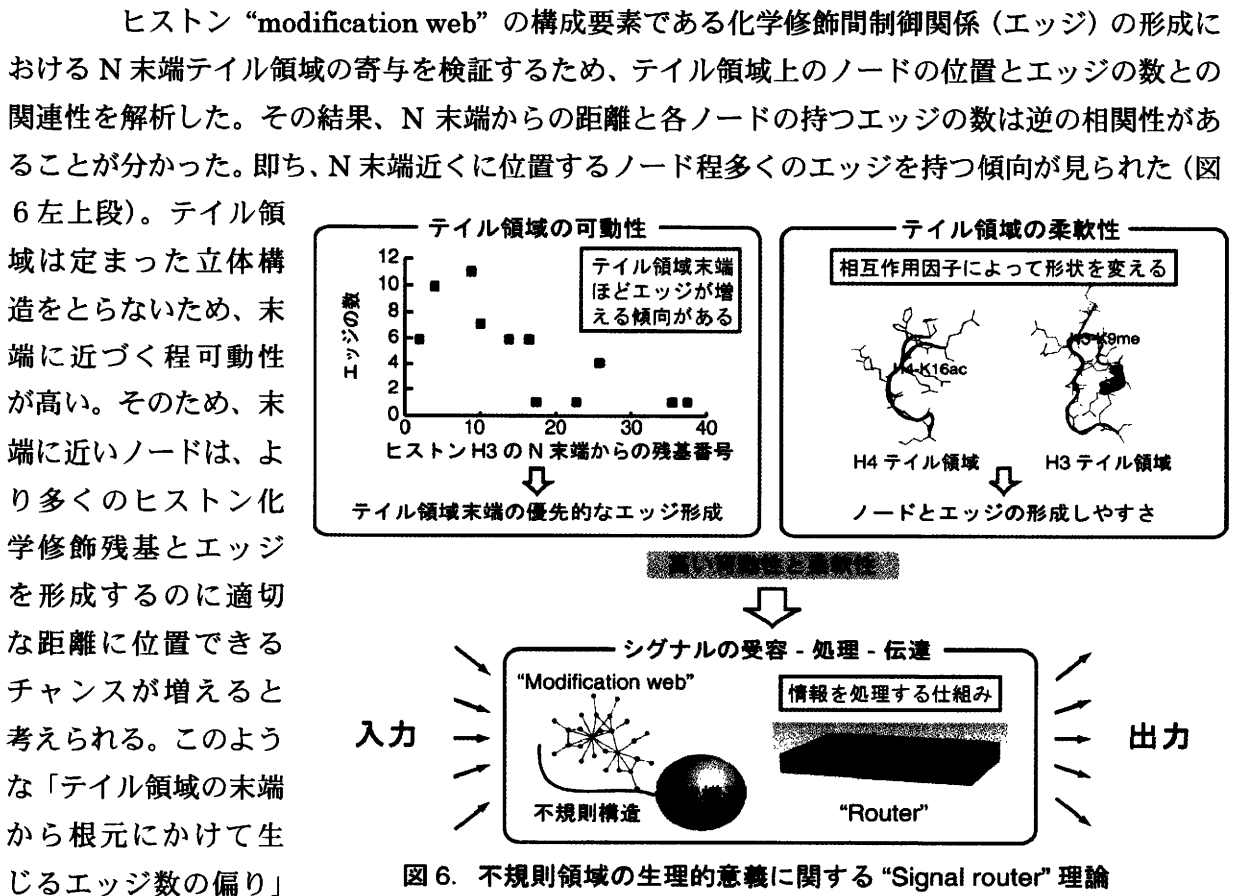 ヒストン “modification web” の構成要素である化学修飾間制御関係（エッジ）の形成に
おける N 末端テイル領域の寄与を検証するため、テイル領域上のノードの位置とエッジの数との
関連性を解析した。その結果、N 末端からの距離と各ノードの持つエッジの数は逆の相関性があ
ることが分かった。即ち、N 末端近くに位置するノード程多くのエッジを持つ傾向が見られた（図
６左上段）。テイル領
域は定まった立体構
造をとらないため、末
端に近づく程可動性
が高い。そのため、末
端に近いノードは、よ
り多くのヒストン化
学修飾残基とエッジ
を形成するのに適切
な距離に位置できる
チャンスが増えると
考えられる。このよう
な「テイル領域の末端
から根元にかけて生
じるエッジ数の偏り」
テイル領域の可動性
テイル領域末端
ほどエッジが増
える傾向がある
エッジの数
12
10
8
6
4
2
0
0 10 20 30 40
ヒストン H3 の N 末端からの残基番号
テイル領域末端の優先的なエッジ形成
テイル領域の柔軟性
相互作用因子によって形状を変える
H4-K16ac
H3-K9me
H4 テイル領域
H3 テイル領域
ノードとエッジの形成しやすさ
高い可動性と柔軟性
シグナルの受容 - 処理 - 伝達
“Modification web”
情報を処理する仕組み
入力
出力
不規則構造
“Router”
図 6. 不規則領域の生理的意義に関する “Signal router” 理論